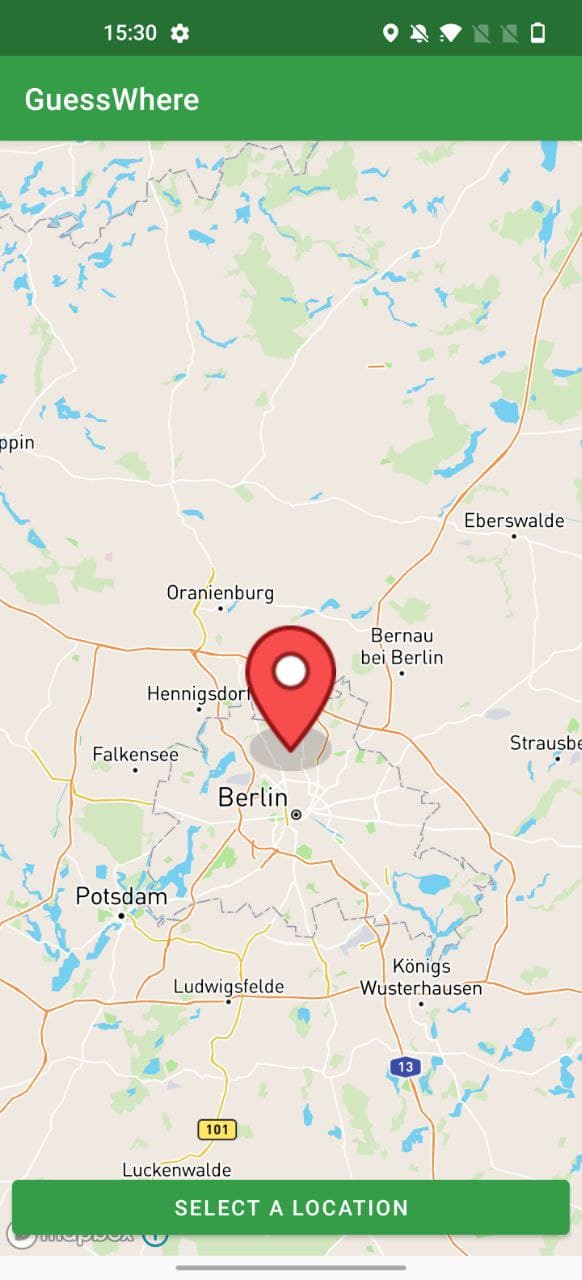 15:30
GuessWhere
ppin
Eberswalde
Oranienburg
Bernau
bei Berlin
Hennigsdorf
Strausbe
Falkensee
Berlin
Potsdam
Königs
Wusterhausen
Ludwigsfelde
13
101
Luckenwalde
SELECT A LOCATION
mapbox